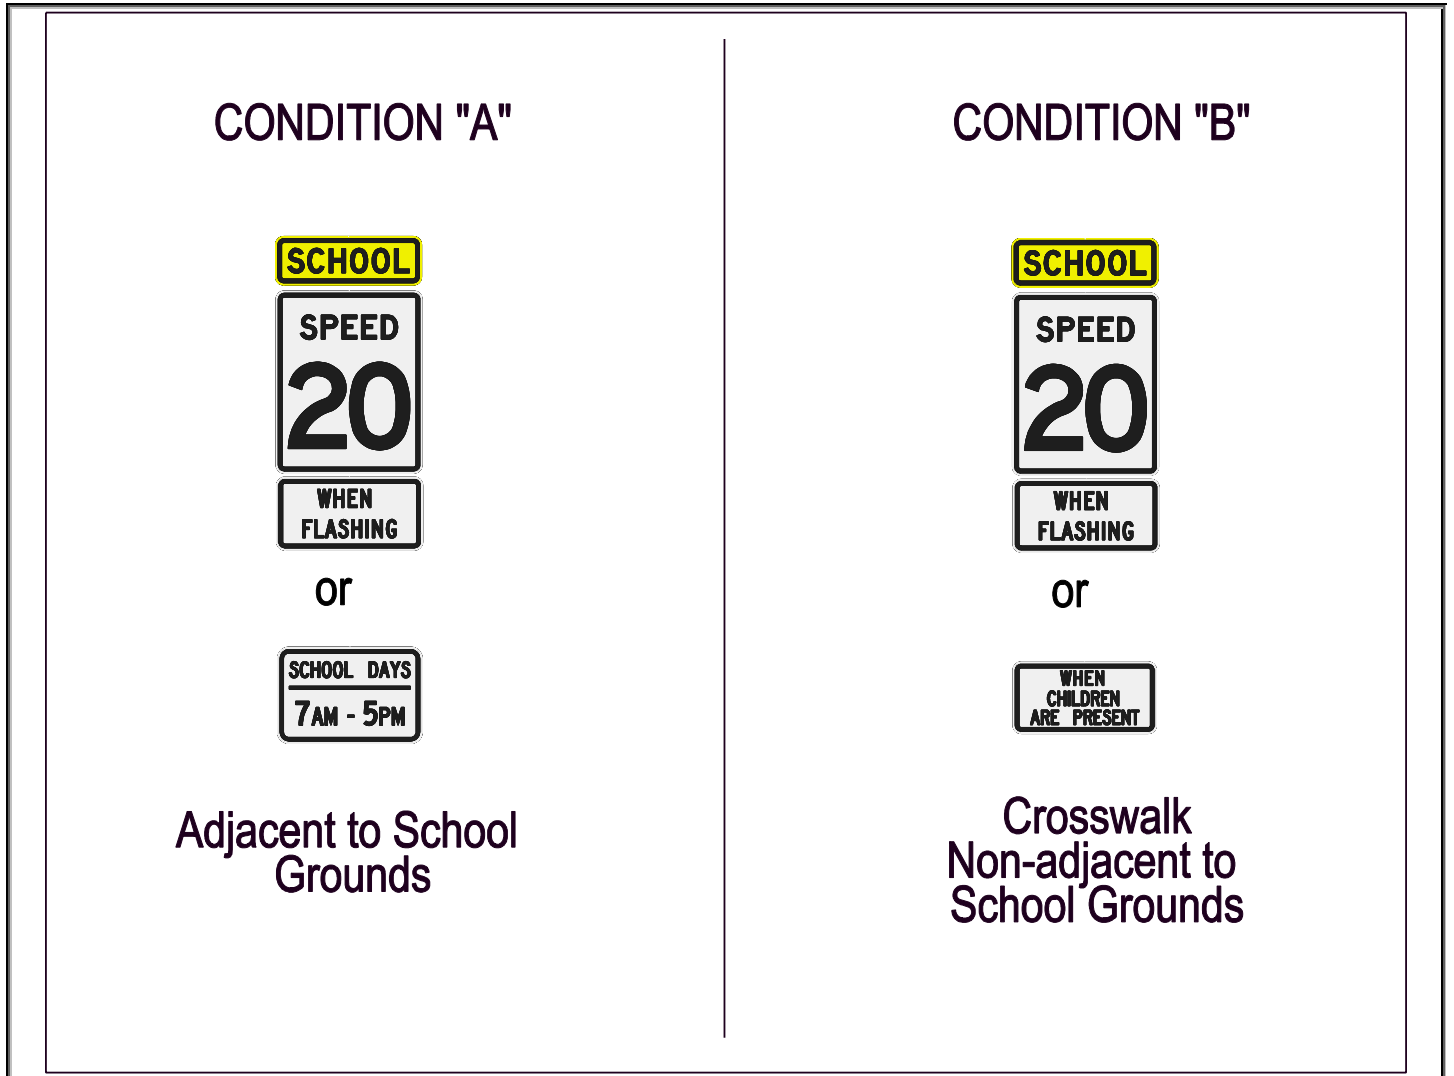 CONDITION "A"
SCHOOL
SPEED
20
WHEN
FLASHING
or
SCHOOL DAYS
7AM - 5PM
Adjacent to School
Grounds
CONDITION "B"
SCHOOL
SPEED
20
WHEN
FLASHING
or
WHEN
CHILDREN
ARE PRESENT
Crosswalk
Non-adjacent to
School Grounds